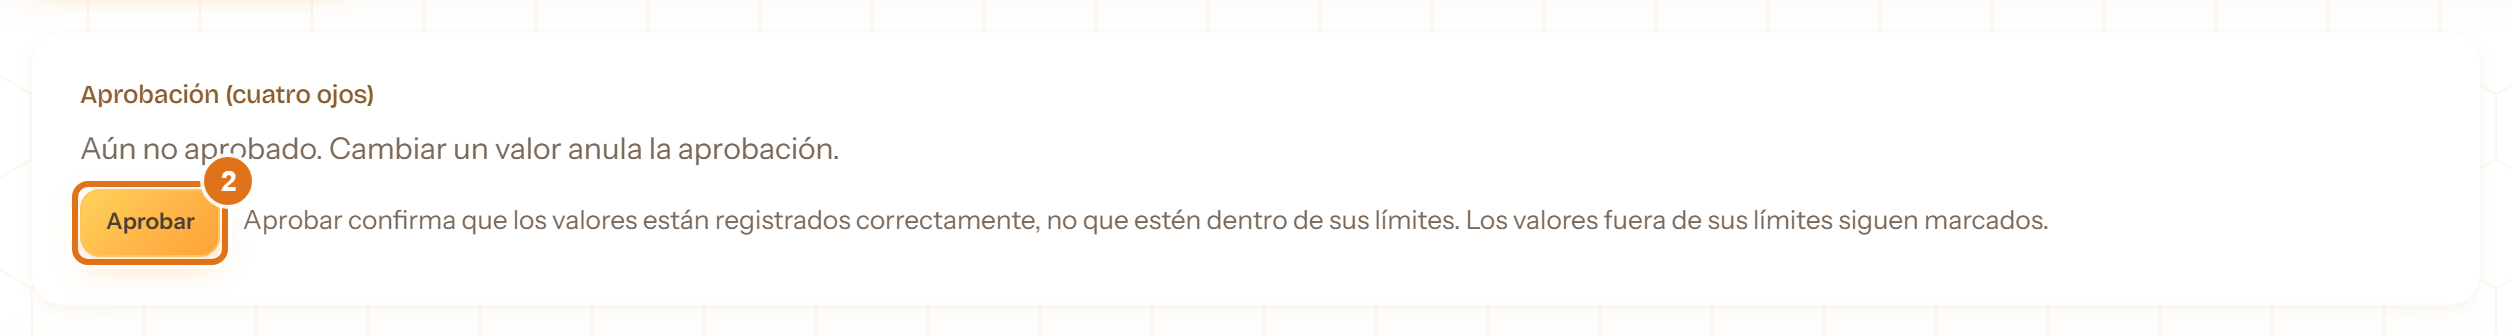 Aprobación (cuatro ojos)
Aún no aprobado. Cambiar un valor anula la aprobación.
2
Aprobar
Aprobar confirma que los valores están registrados correctamente, no que estén dentro de sus límites. Los valores fuera de sus límites siguen marcados.